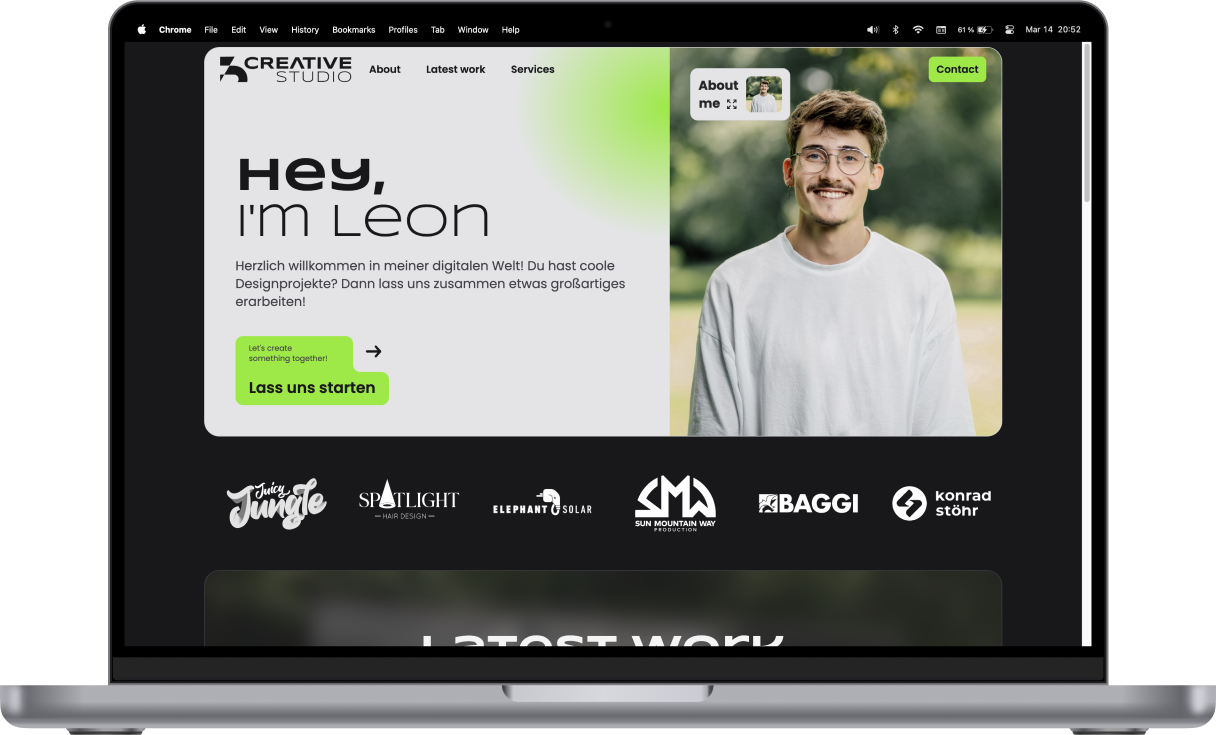 Chrome File Edit View History Bookmarks Profiles Tab Window Help
61 % Mar 14 20:52
CREATIVE
STUDIO
About Latest work Services
Contact
About
me
Hey,
I'm Leon
Herzlich willkommen in meiner digitalen Welt! Du hast coole
Designprojekte? Dann lass uns zusammen etwas großartiges
erarbeiten!
Let's create
something together!
Lass uns starten
Juicy
Jungle
SPOTLIGHT
HAIR DESIGN
ELEPHANT SOLAR
SMW
SUN MOUNTAIN WAY
PRODUCTION
BAGGI
konrad
stöhr
Latest work